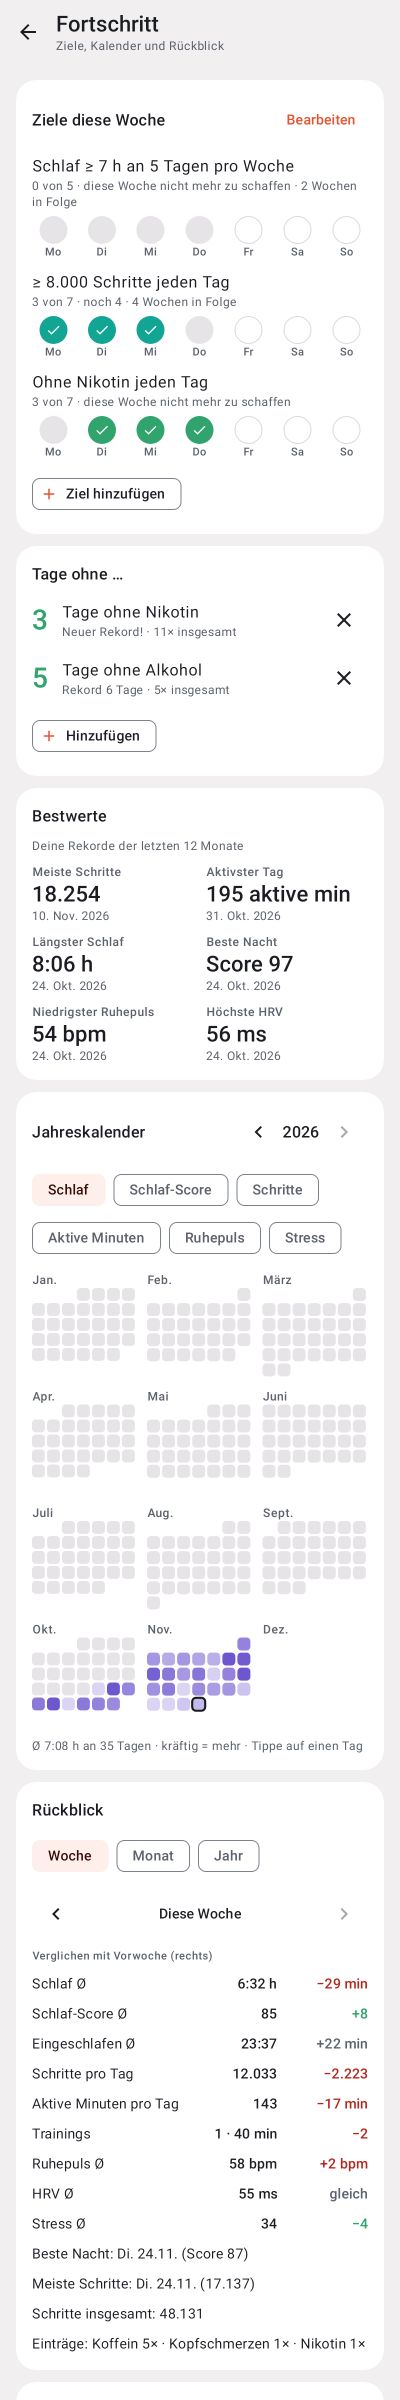 Fortschritt
Ziele, Kalender und Rückblick
Ziele diese Woche
Bearbeiten
Schlaf ≥ 7 h an 5 Tagen pro Woche
0 von 5 · diese Woche nicht mehr zu schaffen · 2 Wochen
in Folge
Mo Di Mi Do Fr Sa So
≥ 8.000 Schritte jeden Tag
3 von 7 · noch 4 · 4 Wochen in Folge
Mo Di Mi Do Fr Sa So
Ohne Nikotin jeden Tag
3 von 7 · diese Woche nicht mehr zu schaffen
Mo Di Mi Do Fr Sa So
+ Ziel hinzufügen
Tage ohne …
3 Tage ohne Nikotin
Neuer Rekord! · 11× insgesamt
5 Tage ohne Alkohol
Rekord 6 Tage · 5× insgesamt
+ Hinzufügen
Bestwerte
Deine Rekorde der letzten 12 Monate
Meiste Schritte
18.254
10. Nov. 2026
Aktivster Tag
195 aktive min
31. Okt. 2026
Längster Schlaf
8:06 h
24. Okt. 2026
Beste Nacht
Score 97
24. Okt. 2026
Niedrigster Ruhepuls
54 bpm
24. Okt. 2026
Höchste HRV
56 ms
24. Okt. 2026
Jahreskalender
2026
Schlaf Schlaf-Score Schritte
Aktive Minuten Ruhepuls Stress
Jan. Feb. März
Apr. Mai Juni
Juli Aug. Sept.
Okt. Nov. Dez.
Ø 7:08 h an 35 Tagen · kräftig = mehr · Tippe auf einen Tag
Rückblick
Woche Monat Jahr
Diese Woche
Verglichen mit Vorwoche (rechts)
Schlaf Ø 6:32 h −29 min
Schlaf-Score Ø 85 +8
Eingeschlafen Ø 23:37 +22 min
Schritte pro Tag 12.033 −2.223
Aktive Minuten pro Tag 143 −17 min
Trainings 1 · 40 min −2
Ruhepuls Ø 58 bpm +2 bpm
HRV Ø 55 ms gleich
Stress Ø 34 −4
Beste Nacht: Di. 24.11. (Score 87)
Meiste Schritte: Di. 24.11. (17.137)
Schritte insgesamt: 48.131
Einträge: Koffein 5× · Kopfschmerzen 1× · Nikotin 1×